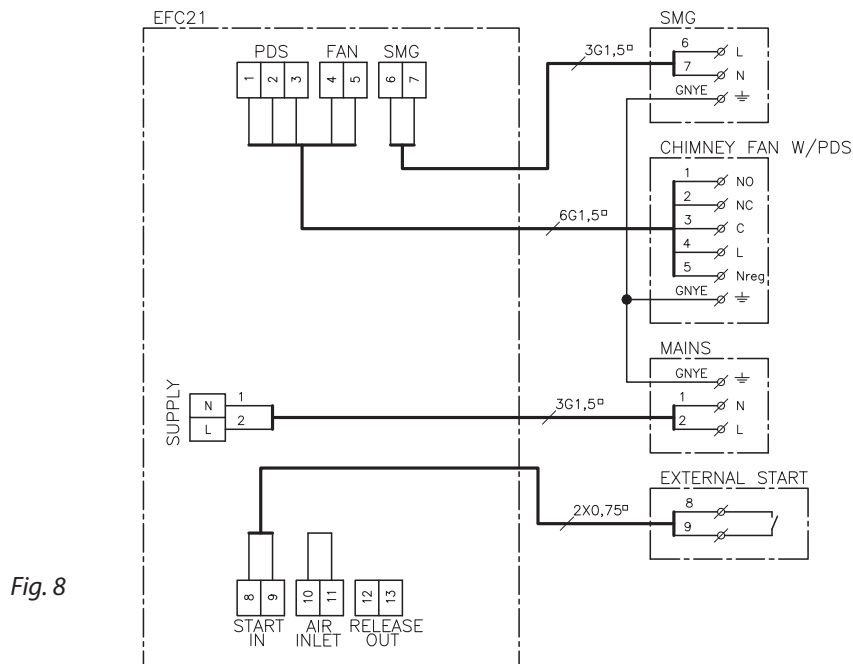 EFC21
PDS FAN SMG
1 2 3 4 5 6 7
SMG
3G1,5
6 L
7 N
GNYE
CHIMNEY FAN W/PDS
1 NO
2 NC
6G1,5
3 C
4 L
5 Nreg
GNYE
MAINS
GNYE
SUPPLY
N 1
L 2
3G1,5
1 N
2 L
EXTERNAL START
2X0,75
8
9
8 9 10 11 12 13
START IN
AIR INLET
RELEASE OUT
Fig. 8